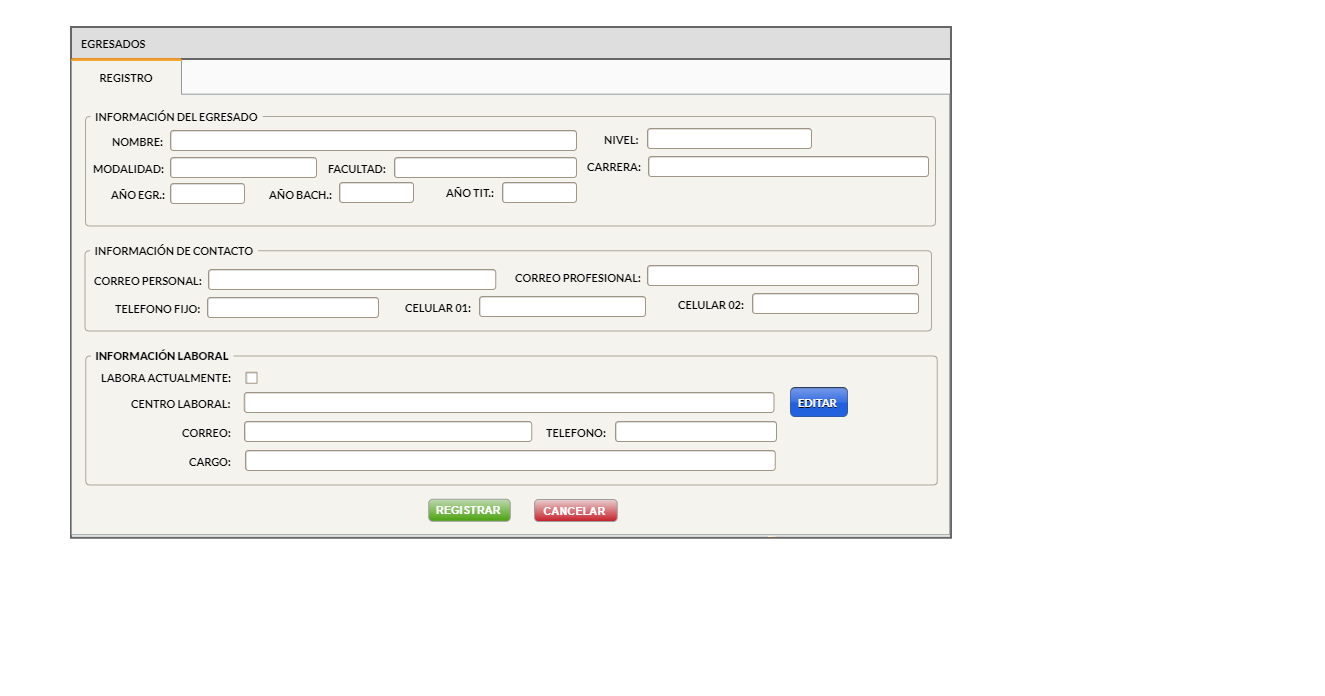 EGRESADOS
REGISTRO
INFORMACIÓN DEL EGRESADO
NOMBRE: NIVEL:
MODALIDAD: FACULTAD: CARRERA:
AÑO EGR.: AÑO BACH.: AÑO TIT.:
INFORMACIÓN DE CONTACTO
CORREO PERSONAL: CORREO PROFESIONAL:
TELEFONO FIJO: CELULAR 01: CELULAR 02:
INFORMACIÓN LABORAL
LABORA ACTUALMENTE:
CENTRO LABORAL: EDITAR
CORREO: TELEFONO:
CARGO:
REGISTRAR CANCELAR